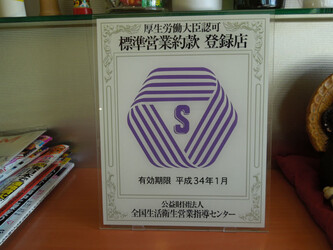 厚生労働大臣認可
標準営業約款 登録店
S
有効期限 平成34年1月
公益財団法人
全国生活衛生営業指導センター